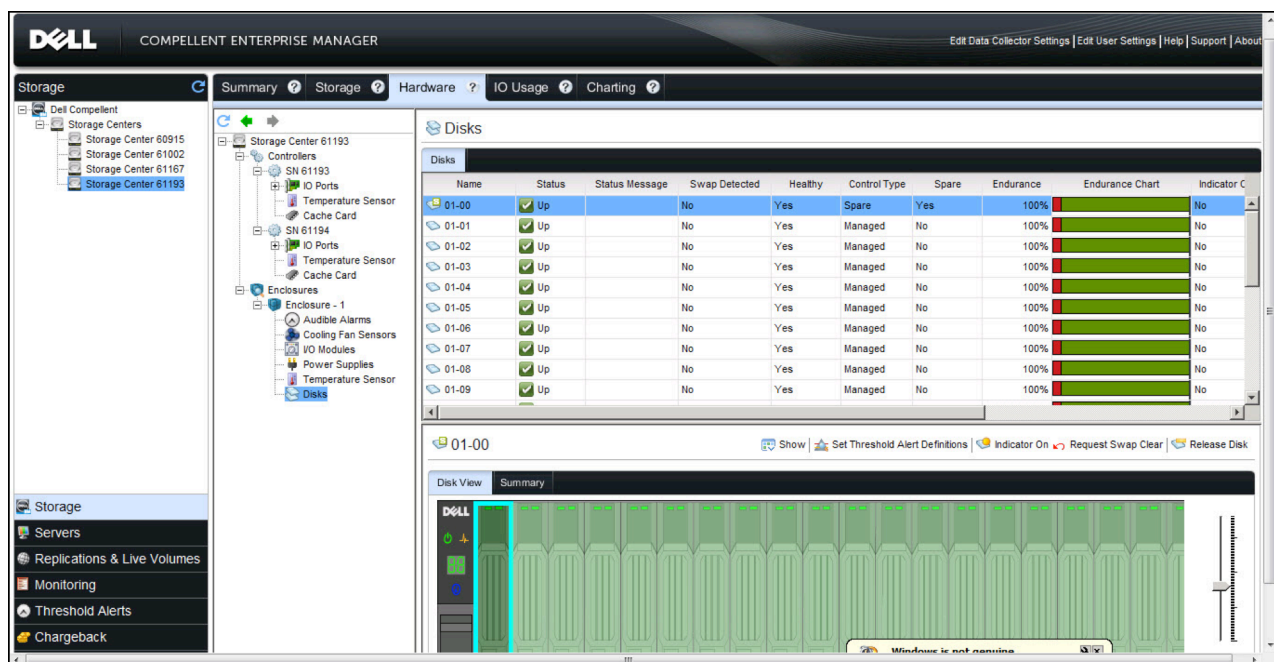 DELL COMPELLENT ENTERPRISE MANAGER Edit Data Collector Settings | Edit User Settings | Help | Support | About
Storage
Dell Compellent
Storage Centers
Storage Center 60915
Storage Center 61002
Storage Center 61167
Storage Center 61193
Storage
Servers
Replications & Live Volumes
Monitoring
Threshold Alerts
Chargeback
Summary ? Storage ? Hardware ? IO Usage ? Charting ?
Storage Center 61193
Controllers
SN 61193
IO Ports
Temperature Sensor
Cache Card
SN 61194
IO Ports
Temperature Sensor
Cache Card
Enclosures
Enclosure - 1
Audible Alarms
Cooling Fan Sensors
I/O Modules
Power Supplies
Temperature Sensor
Disks
Disks
Disks
Name Status Status Message Swap Detected Healthy Control Type Spare Endurance Endurance Chart Indicator
01-00 Up No Yes Spare Yes 100% No
01-01 Up No Yes Managed No 100% No
01-02 Up No Yes Managed No 100% No
01-03 Up No Yes Managed No 100% No
01-04 Up No Yes Managed No 100% No
01-05 Up No Yes Managed No 100% No
01-06 Up No Yes Managed No 100% No
01-07 Up No Yes Managed No 100% No
01-08 Up No Yes Managed No 100% No
01-09 Up No Yes Managed No 100% No
01-00 Show | Set Threshold Alert Definitions | Indicator On Request Swap Clear | Release Disk
Disk View Summary
DELL
Windows is not genuine